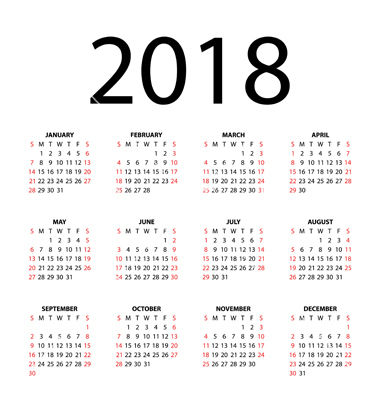 2018
JANUARY
S M T W T F S
1 2 3 4 5 6
7 8 9 10 11 12 13
14 15 16 17 18 19 20
21 22 23 24 25 26 27
28 29 30 31
FEBRUARY
S M T W T F S
1 2 3
4 5 6 7 8 9 10
11 12 13 14 15 16 17
18 19 20 21 22 23 24
25 26 27 28
MARCH
S M T W T F S
1 2 3
4 5 6 7 8 9 10
11 12 13 14 15 16 17
18 19 20 21 22 23 24
25 26 27 28 29 30 31
APRIL
S M T W T F S
1 2 3 4 5 6 7
8 9 10 11 12 13 14
15 16 17 18 19 20 21
22 23 24 25 26 27 28
29 30
MAY
S M T W T F S
1 2 3 4 5
6 7 8 9 10 11 12
13 14 15 16 17 18 19
20 21 22 23 24 25 26
27 28 29 30 31
JUNE
S M T W T F S
1 2
3 4 5 6 7 8 9
10 11 12 13 14 15 16
17 18 19 20 21 22 23
24 25 26 27 28 29 30
JULY
S M T W T F S
1 2 3 4 5 6 7
8 9 10 11 12 13 14
15 16 17 18 19 20 21
22 23 24 25 26 27 28
29 30 31
AUGUST
S M T W T F S
1 2 3 4
5 6 7 8 9 10 11
12 13 14 15 16 17 18
19 20 21 22 23 24 25
26 27 28 29 30 31
SEPTEMBER
S M T W T F S
1
2 3 4 5 6 7 8
9 10 11 12 13 14 15
16 17 18 19 20 21 22
23 24 25 26 27 28 29
30
OCTOBER
S M T W T F S
1 2 3 4 5 6
7 8 9 10 11 12 13
14 15 16 17 18 19 20
21 22 23 24 25 26 27
28 29 30 31
NOVEMBER
S M T W T F S
1 2 3
4 5 6 7 8 9 10
11 12 13 14 15 16 17
18 19 20 21 22 23 24
25 26 27 28 29 30
DECEMBER
S M T W T F S
1
2 3 4 5 6 7 8
9 10 11 12 13 14 15
16 17 18 19 20 21 22
23 24 25 26 27 28 29
30 31